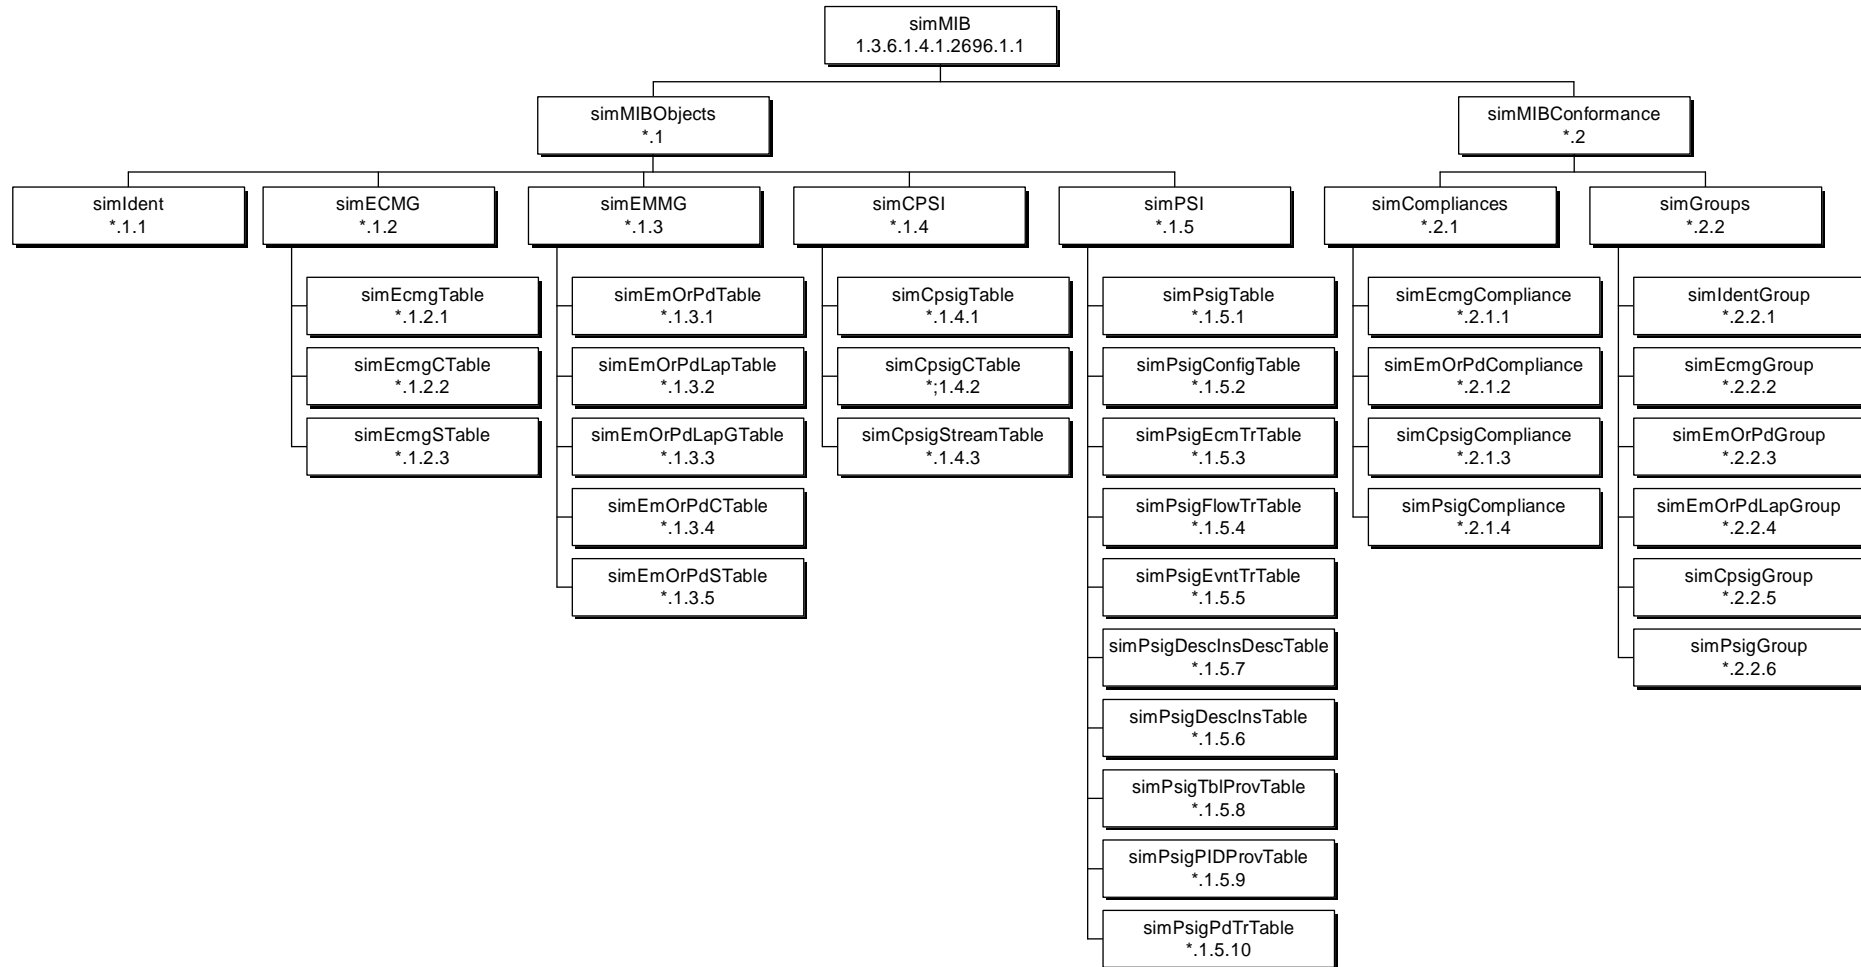 simMIB
1.3.6.1.4.1.2696.1.1
simMIBObjects
*.1
simMIBConformance
*.2
simIdent
*.1.1
simECMG
*.1.2
simEMMG
*.1.3
simCPSI
*.1.4
simPSI
*.1.5
simCompliances
*.2.1
simGroups
*.2.2
simEcmgTable
*.1.2.1
simEcmgCTable
*.1.2.2
simEcmgSTable
*.1.2.3
simEmOrPdTable
*.1.3.1
simEmOrPdLapTable
*.1.3.2
simEmOrPdLapGTable
*.1.3.3
simEmOrPdCTable
*.1.3.4
simEmOrPdSTable
*.1.3.5
simCpsigTable
*.1.4.1
simCpsigCTable
*;1.4.2
simCpsigStreamTable
*.1.4.3
simPsigTable
*.1.5.1
simPsigConfigTable
*.1.5.2
simPsigEcmTrTable
*.1.5.3
simPsigFlowTrTable
*.1.5.4
simPsigEvntTrTable
*.1.5.5
simPsigDescInsDescTable
*.1.5.7
simPsigDescInsTable
*.1.5.6
simPsigTblProvTable
*.1.5.8
simPsigPIDProvTable
*.1.5.9
simPsigPdTrTable
*.1.5.10
simEcmgCompliance
*.2.1.1
simEmOrPdCompliance
*.2.1.2
simCpsigCompliance
*.2.1.3
simPsigCompliance
*.2.1.4
simIdentGroup
*.2.2.1
simEcmgGroup
*.2.2.2
simEmOrPdGroup
*.2.2.3
simEmOrPdLapGroup
*.2.2.4
simCpsigGroup
*.2.2.5
simPsigGroup
*.2.2.6